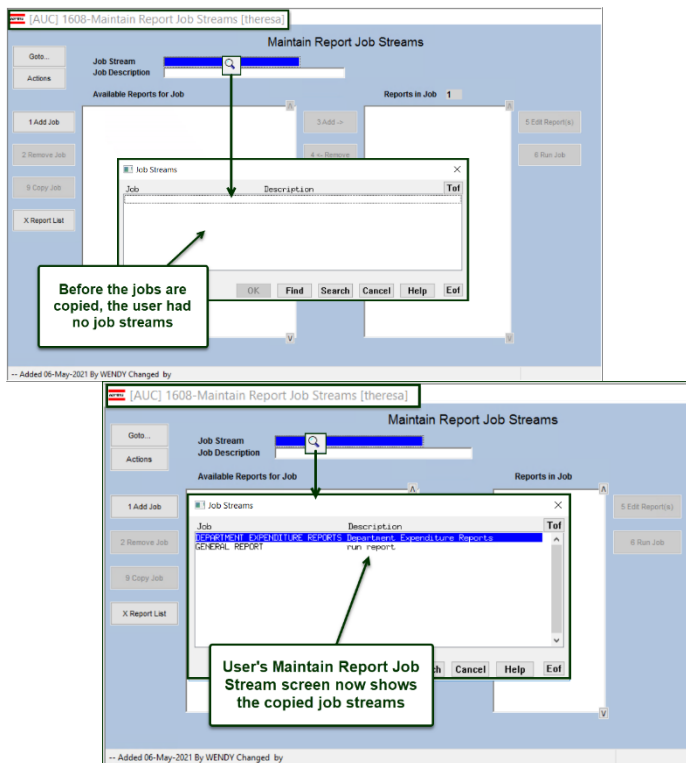 [AUC] 1608-Maintain Report Job Streams [theresa]
Maintain Report Job Streams
Goto...
Actions
Job Stream
Job Description
Available Reports for Job
Reports in Job 1
1 Add Job
3 Add ->
5 Edit Report(s)
2 Remove Job
4 <- Remove
6 Run Job
9 Copy Job
X Report List
Job Streams
Job Description Tof
Before the jobs are
copied, the user had
no job streams
OK Find Search Cancel Help Eof
-- Added 06-May-2021 By WENDY Changed by
[AUC] 1608-Maintain Report Job Streams [theresa]
Maintain Report Job Streams
Goto...
Actions
Job Stream
Job Description
Available Reports for Job
Reports in Job
1 Add Job
5 Edit Report(s)
2 Remove Job
6 Run Job
9 Copy Job
X Report List
Job Streams
Job Description Tof
DEPARTMENT EXPENDITURE REPORTS Department Expenditure Reports
GENERAL REPORT run report
User's Maintain Report Job
Stream screen now shows
the copied job streams
ch Cancel Help Eof
-- Added 06-May-2021 By WENDY Changed by